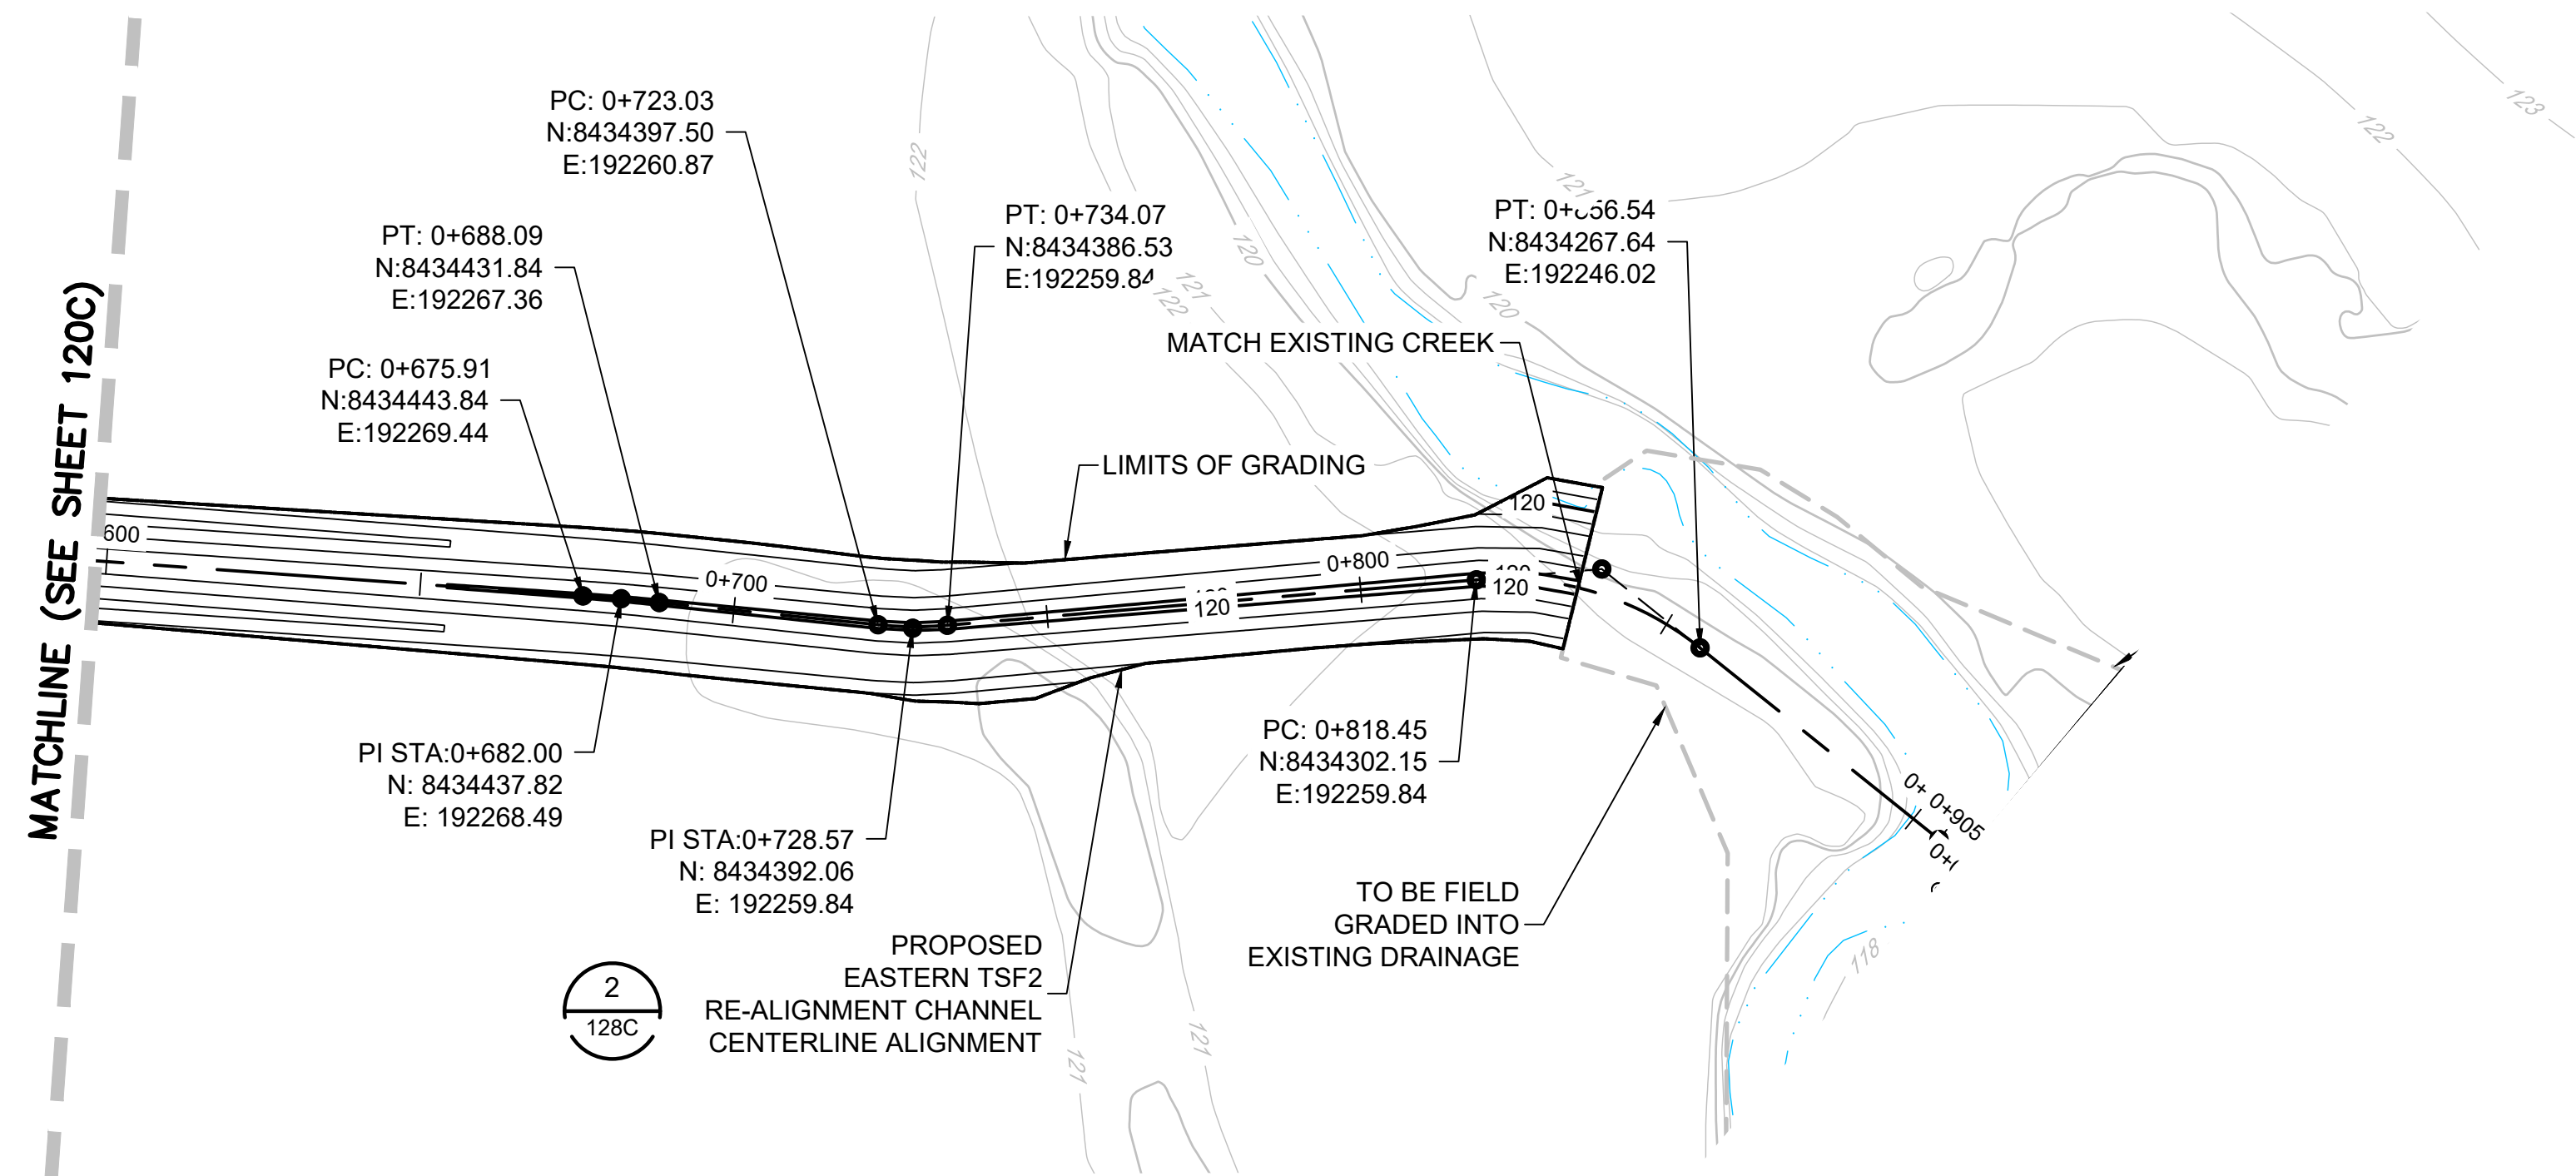 MATCHLINE (SEE SHEET 120C)
PC: 0+723.03
N:8434397.50
E:192260.87
PT: 0+688.09
N:8434431.84
E:192267.36
PC: 0+675.91
N:8434443.84
E:192269.44
PT: 0+734.07
N:8434386.53
E:192259.84
N:8434267.64
E:192246.02
PT:
MATCH EXISTING CREEK
LIMITS OF GRADING
600
0+700
0+800
120
120
120
PI STA:0+682.00
N: 8434437.82
E: 192268.49
PI STA:0+728.57
N: 8434392.06
E: 192259.84
PC: 0+818.45
N:8434302.15
E:192259.84
TO BE FIELD
GRADED INTO
EXISTING DRAINAGE
PROPOSED
EASTERN TSF2
RE-ALIGNMENT CHANNEL
CENTERLINE ALIGNMENT
2
128C
0+905
122
121
122
120
120
121
122
123
118
121
121